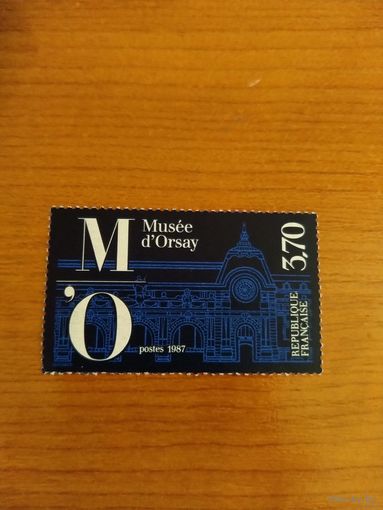 M
'O
Musée
d'Orsay
postes 1987
3,70
REPUBLIQUE
FRANÇAISE